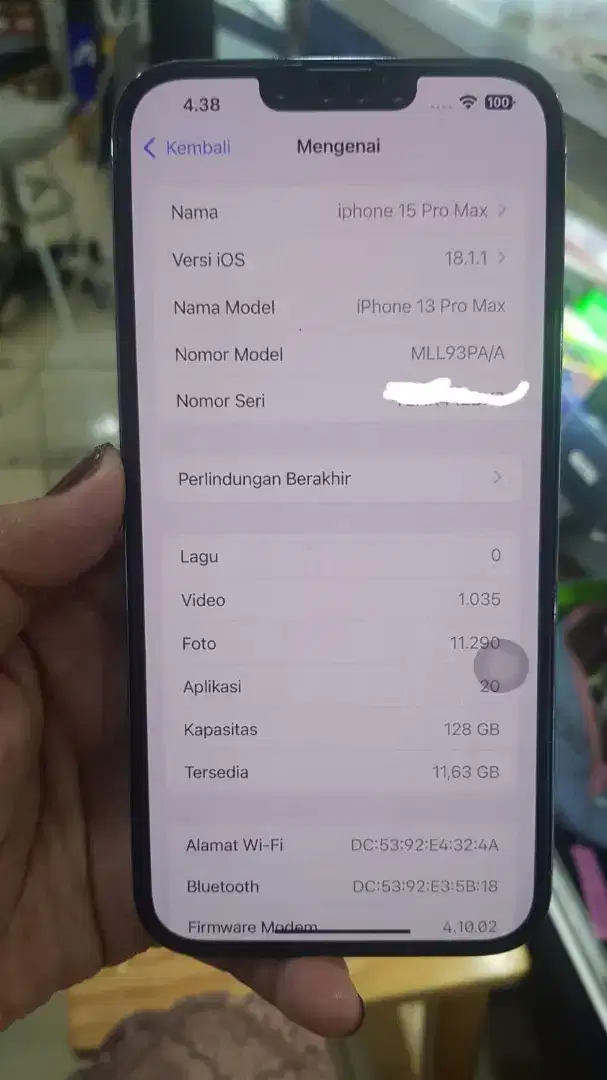 4.38
100
Kembali
Mengenai
Nama iphone 15 Pro Max
Versi iOS 18.1.1
Nama Model iPhone 13 Pro Max
Nomor Model MLL93PA/A
Nomor Seri
Perlindungan Berakhir
Lagu 0
Video 1.035
Foto 11.290
Aplikasi 20
Kapasitas 128 GB
Tersedia 11,63 GB
Alamat Wi-Fi DC:53:92:E4:32:4A
Bluetooth DC:53:92:E3:5B:18
Firmware Modem 4.10.02